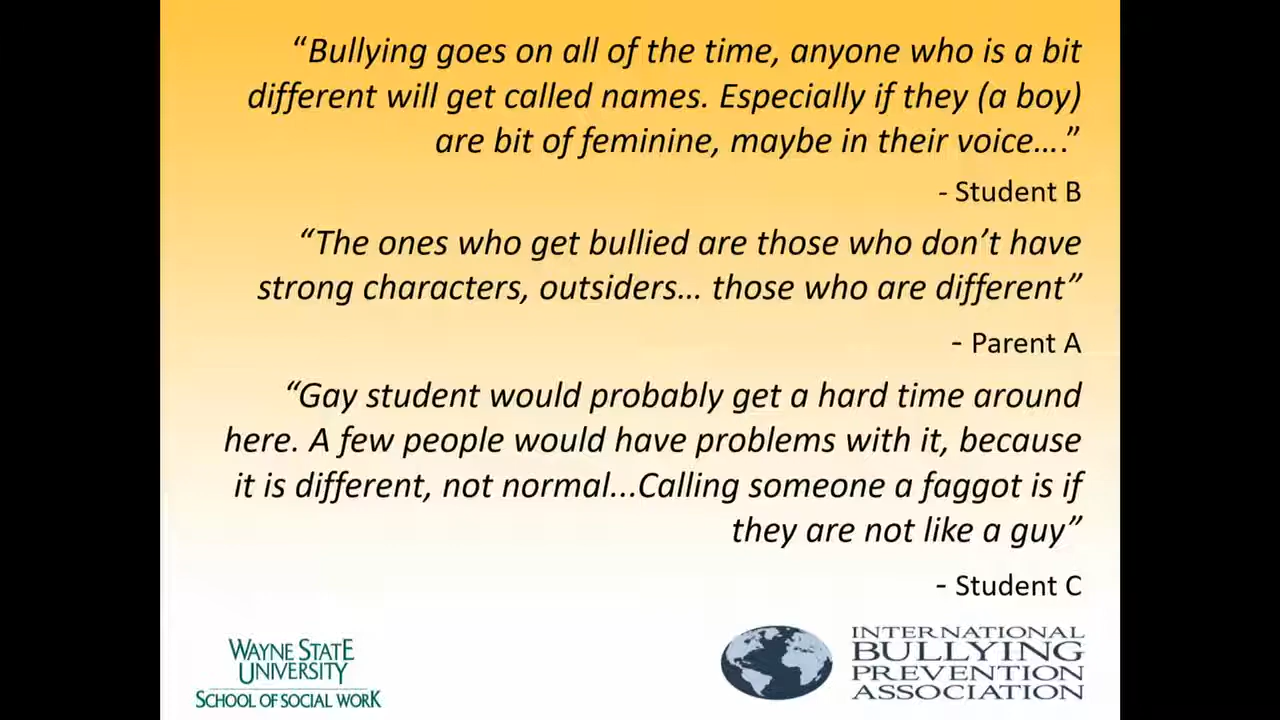 “Bullying goes on all of the time, anyone who is a bit
different will get called names. Especially if they (a boy)
are bit of feminine, maybe in their voice….”
- Student B
“The ones who get bullied are those who don’t have
strong characters, outsiders… those who are different”
- Parent A
“Gay student would probably get a hard time around
here. A few people would have problems with it, because
it is different, not normal...Calling someone a faggot is if
they are not like a guy”
- Student C
WAYNE STATE
UNIVERSITY
SCHOOL OF SOCIAL WORK
INTERNATIONAL
BULLYING
PREVENTION
ASSOCIATION